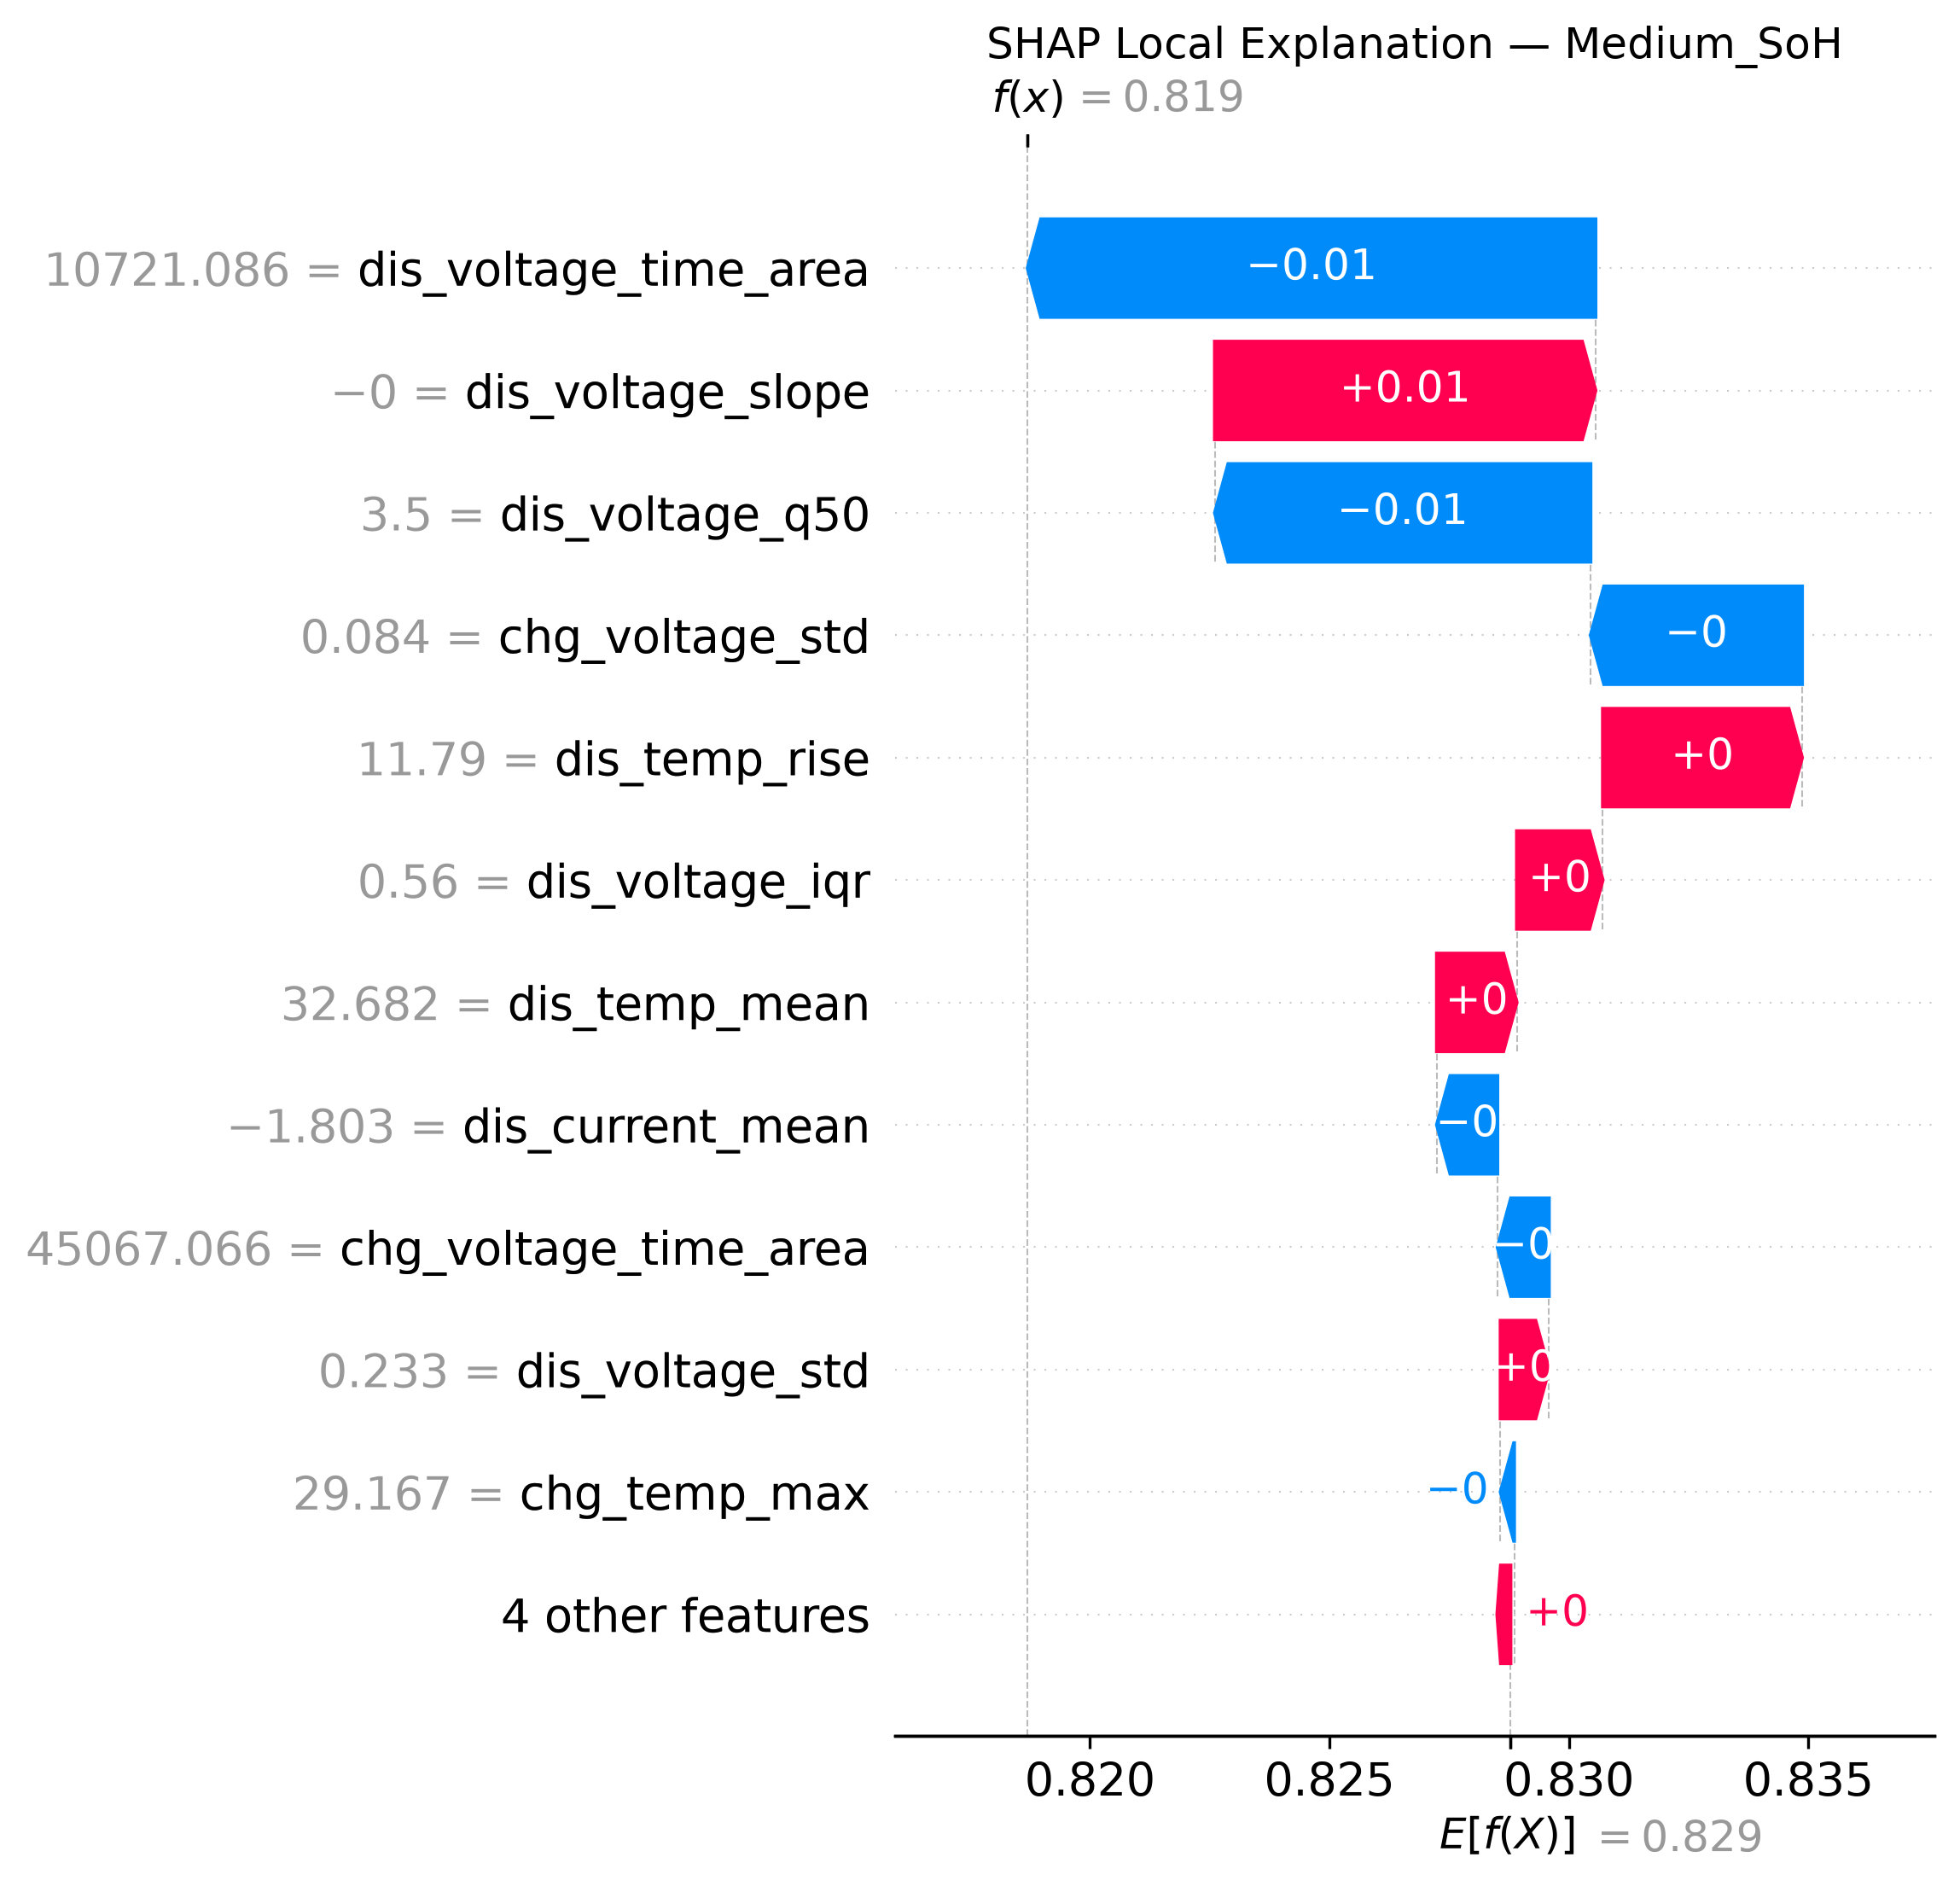 SHAP Local Explanation — Medium_SoH
f(x) = 0.819
10721.086 = dis_voltage_time_area −0.01
−0 = dis_voltage_slope +0.01
3.5 = dis_voltage_q50 −0.01
0.084 = chg_voltage_std −0
11.79 = dis_temp_rise +0
0.56 = dis_voltage_iqr +0
32.682 = dis_temp_mean +0
−1.803 = dis_current_mean −0
45067.066 = chg_voltage_time_area −0
0.233 = dis_voltage_std +0
29.167 = chg_temp_max −0
4 other features +0
0.820 0.825 0.830 0.835
E[f(X)] = 0.829